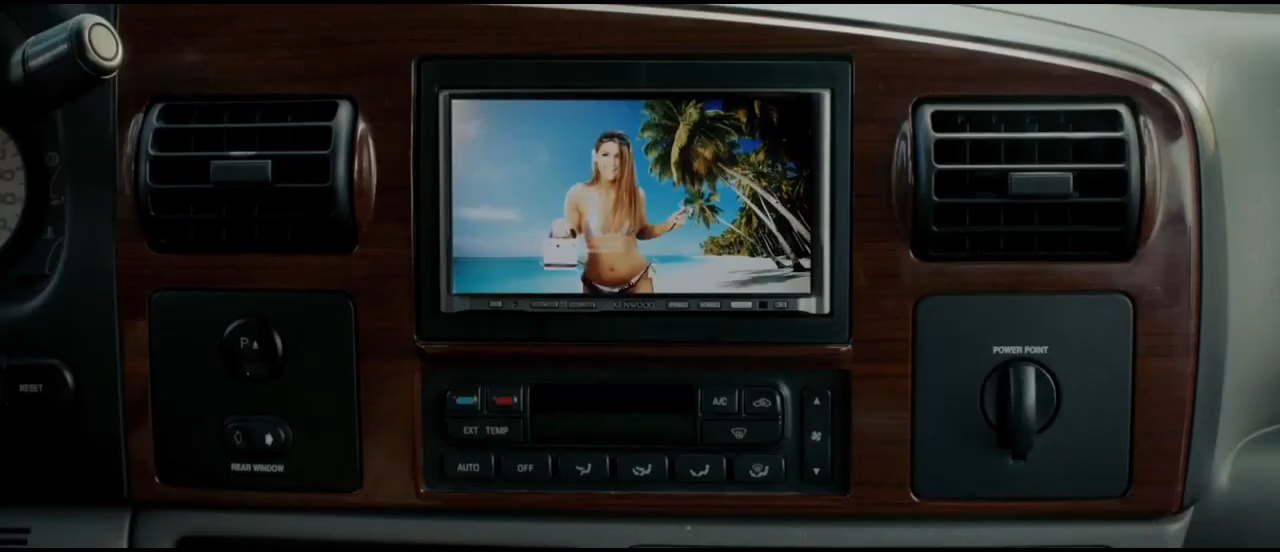 KENWOOD
P
POWER POINT
RESET
A/C
EXT TEMP
REAR WINDOW
AUTO
OFF